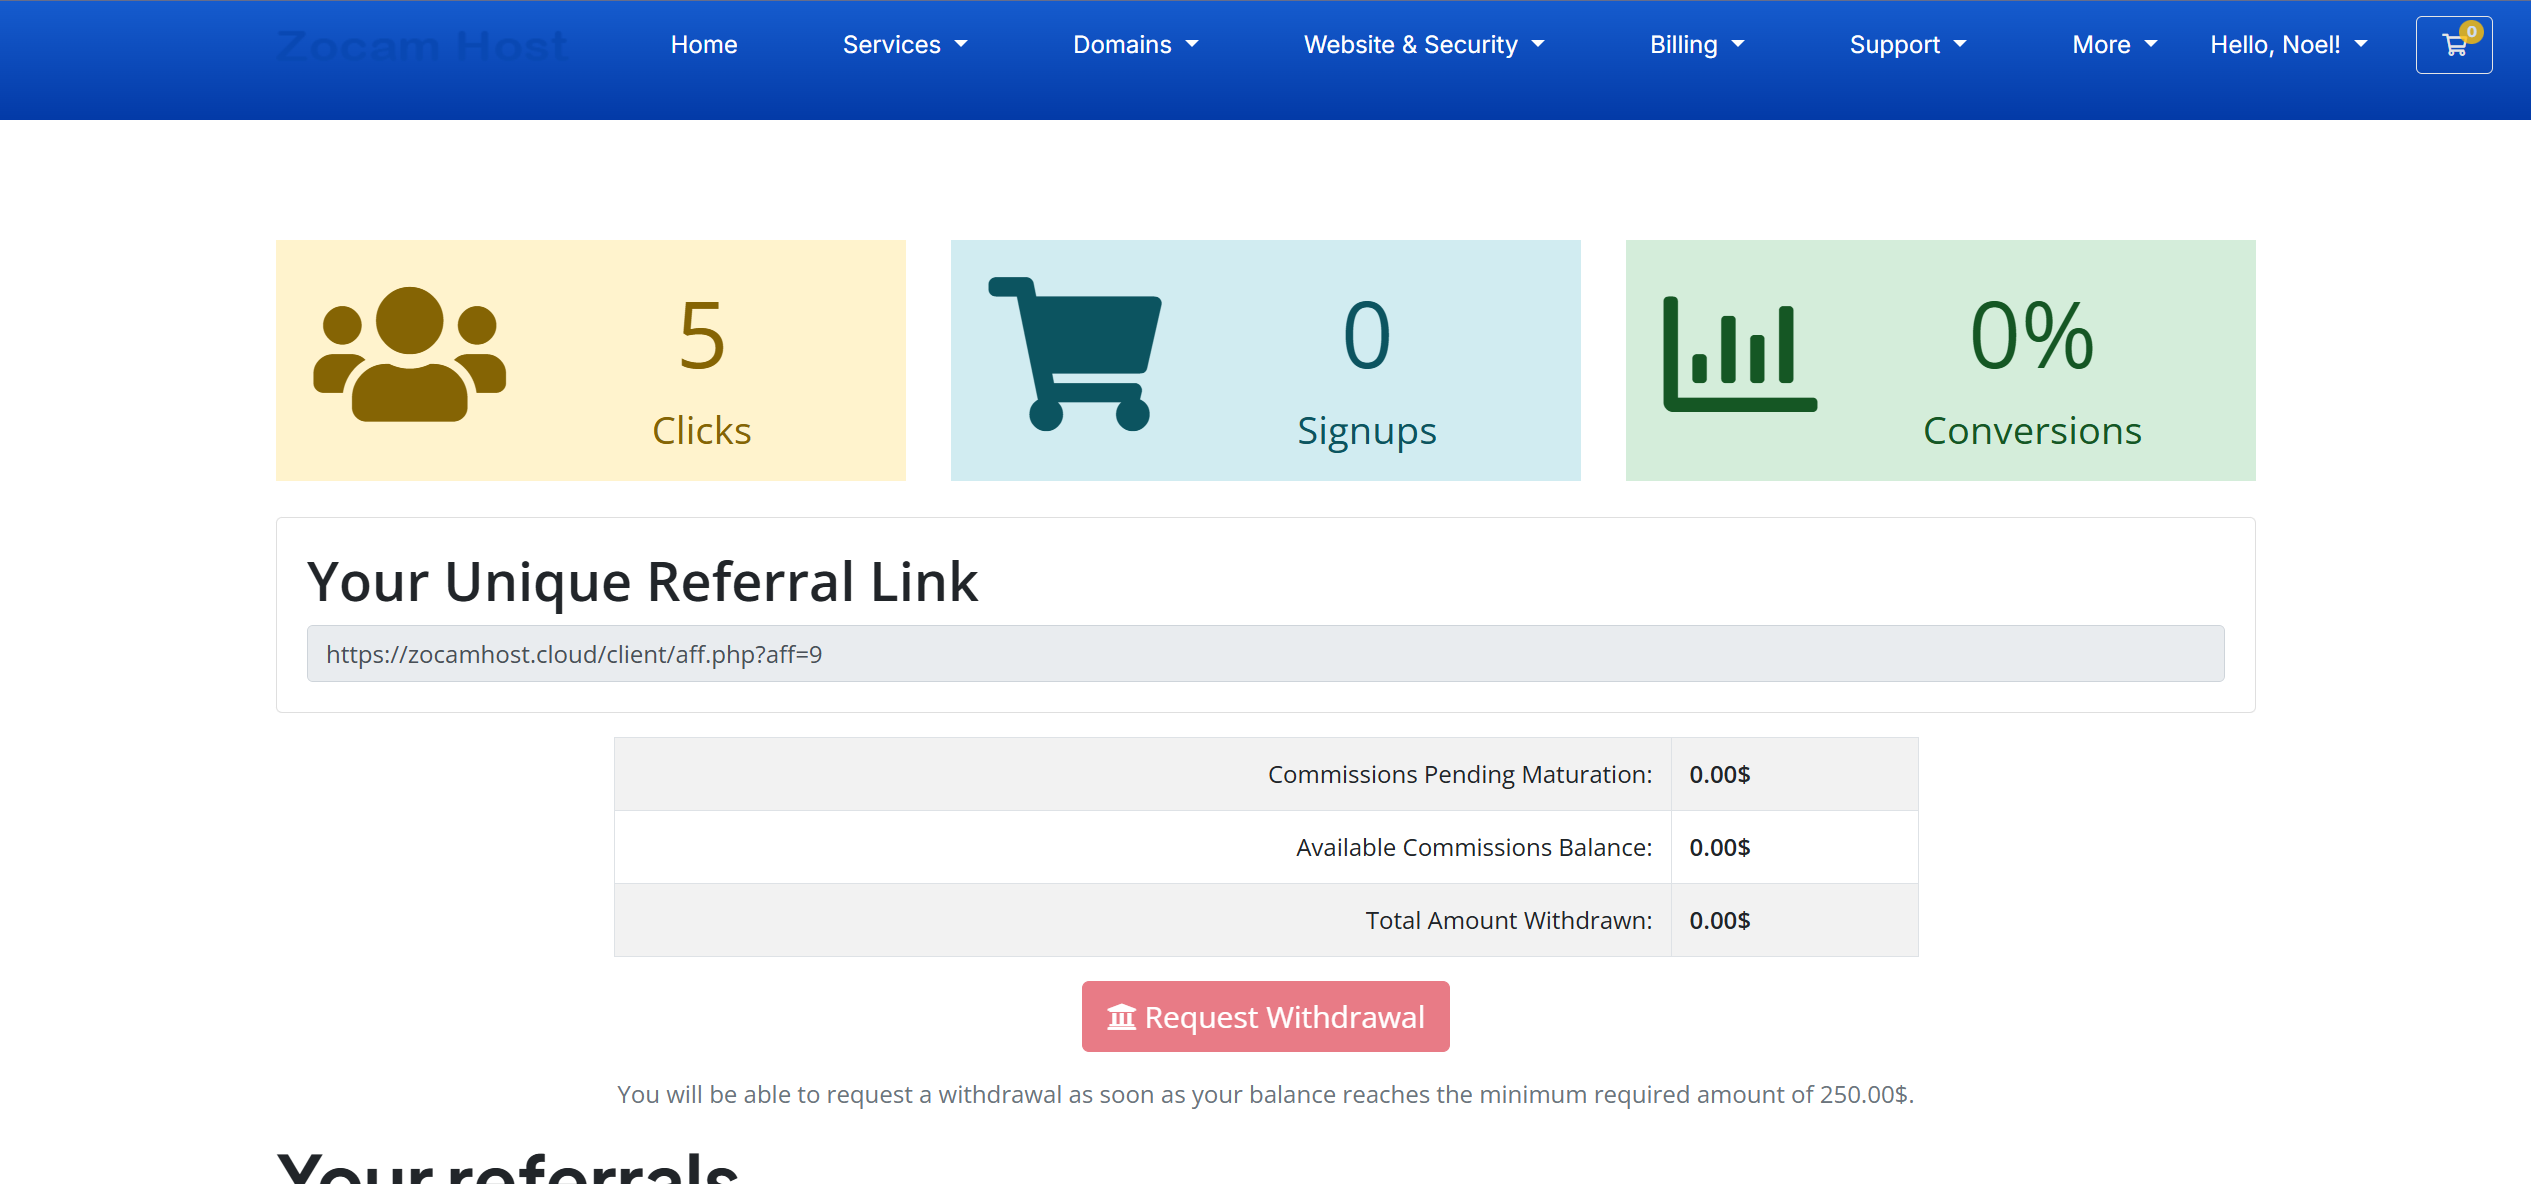 Zocam Host
Home Services Domains Website & Security Billing Support More Hello, Noel! 0
5
Clicks
0
Signups
0%
Conversions
Your Unique Referral Link
https://zocamhost.cloud/client/aff.php?aff=9
Commissions Pending Maturation: 0.00$
Available Commissions Balance: 0.00$
Total Amount Withdrawn: 0.00$
Request Withdrawal
You will be able to request a withdrawal as soon as your balance reaches the minimum required amount of 250.00$.
Your referrals